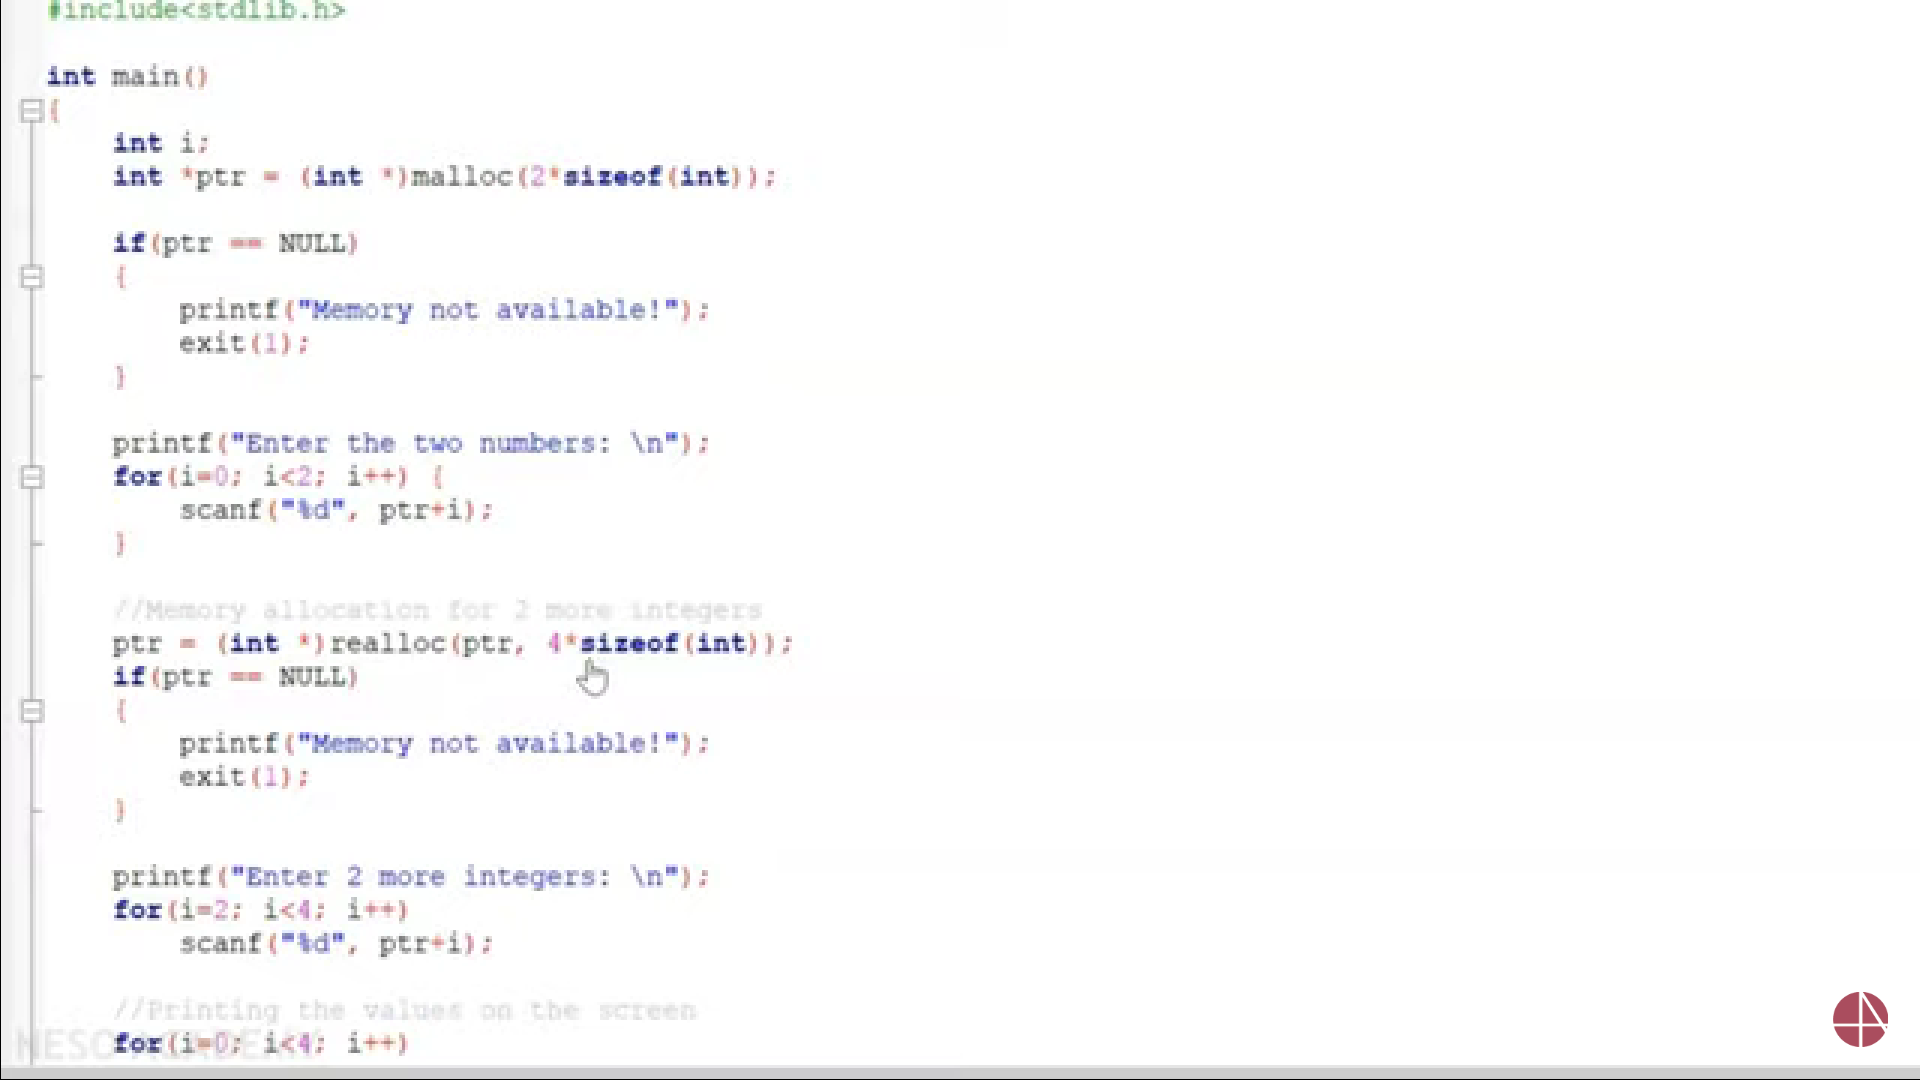 #include<stdlib.h>
int main()
{
int i;
int *ptr = (int *)malloc(2*sizeof(int));
if(ptr == NULL)
{
printf("Memory not available!");
exit(1);
}
printf("Enter the two numbers: \n");
for(i=0; i<2; i++) {
scanf("%d", ptr+i);
}
//Memory allocation for 2 more integers
ptr = (int *)realloc(ptr, 4*sizeof(int));
if(ptr == NULL)
{
printf("Memory not available!");
exit(1);
}
printf("Enter 2 more integers: \n");
for(i=2; i<4; i++)
scanf("%d", ptr+i);
//Printing the values on the screen
for(i=0; i<4; i++)
NESO ACADEMY